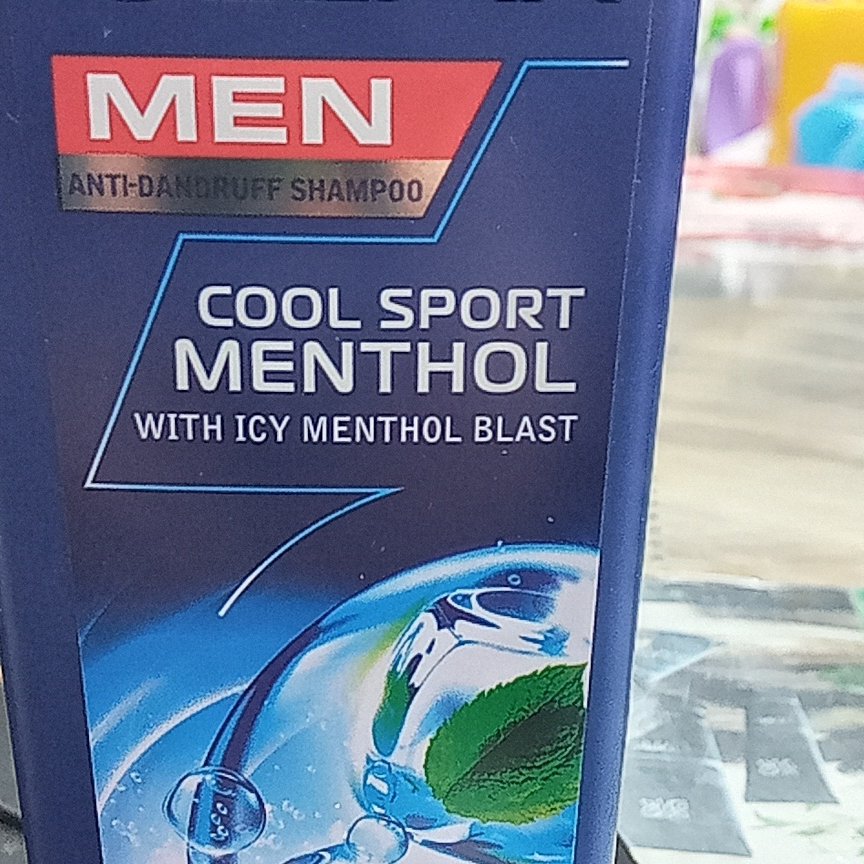 MEN
ANTI-DANDRUFF SHAMPOO
COOL SPORT
MENTHOL
WITH ICY MENTHOL BLAST